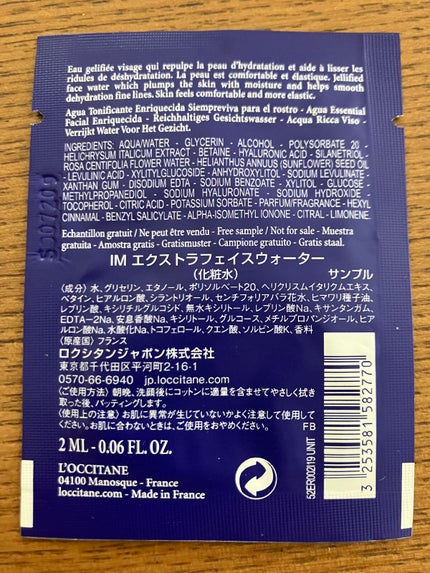 Eau gélifiée visage qui repulpe la peau d'hydratation et aide à lisser les
ridules de déshydratation. La peau est comfortable et élastique. Jellified
face water which plumps the skin with moisture and helps smooth
dehydration fine lines. Skin feels comfortable and more elastic.
Agua Tonificante Enriquecida Siempreviva para el rostro - Agua Essential
Facial Enriquecida - Reichhaltiges Gesichtswasser - Acqua Ricca Viso -
Verrijkt Water Voor Het Gezicht.
INGREDIENTS: AQUA/WATER - GLYCERIN - ALCOHOL - POLYSORBATE 20 -
HELICHRYSUM ITALICUM EXTRACT - BETAINE - HYALURONIC ACID - SILANETRIOL -
ROSA CENTIFOLIA FLOWER WATER - HELIANTHUS ANNUUS (SUNFLOWER) SEED OIL
- LEVULINIC ACID - XYLITYLGLUCOSIDE - ANHYDROXYLITOL - SODIUM LEVULINATE -
XANTHAN GUM - DISODIUM EDTA - SODIUM BENZOATE - XYLITOL - GLUCOSE -
METHYLPROPANEDIOL - SODIUM HYALURONATE - SODIUM HYDROXIDE -
TOCOPHEROL - CITRIC ACID - POTASSIUM SORBATE - PARFUM/FRAGRANCE - HEXYL
CINNAMAL - BENZYL SALICYLATE - ALPHA-ISOMETHYL IONONE - CITRAL - LIMONENE.
Echantillon gratuit / Ne peut être vendu - Free sample / Not for sale - Muestra
gratuita - Amostra gratis - Gratismuster - Campione gratuito - Gratis staal.
IM エクストラフェイスウォーター
(化粧水) サンプル
(成分) 水、グリセリン、エタノール、ポリソルベート20、ヘリクリスムイタリクムエキス、
ベタイン、ヒアルロン酸、シラントリオール、センチフォリアバラ花水、ヒマワリ種子油、
レブリン酸、キシリチルグルコシド、無水キシリトール、レブリン酸Na、キサンタンガム、
EDTA-2Na、安息香酸Na、キシリトール、グルコース、メチルプロパンジオール、ヒア
ルロン酸Na、水酸化Na、トコフェロール、クエン酸、ソルビン酸K、香料
(原産国) フランス
ロクシタンジャポン株式会社
東京都千代田区平河町2-16-1
0570-66-6940 jp.loccitane.com
〈ご使用方法〉朝晩、洗顔後にコットンに適量を含ませてやさしく拭き
取った後、パッティングします。
〈使用上の注意〉お肌に異常が生じていないかよく注意して使用して
ください。お肌に合わないときは、ご使用をおやめください。 FB
2 ML - 0.06 FL. OZ.
L'OCCITANE
04100 Manosque - France
loccitane.com - Made in France
52ER002I19 UNIT
3 253581 582770